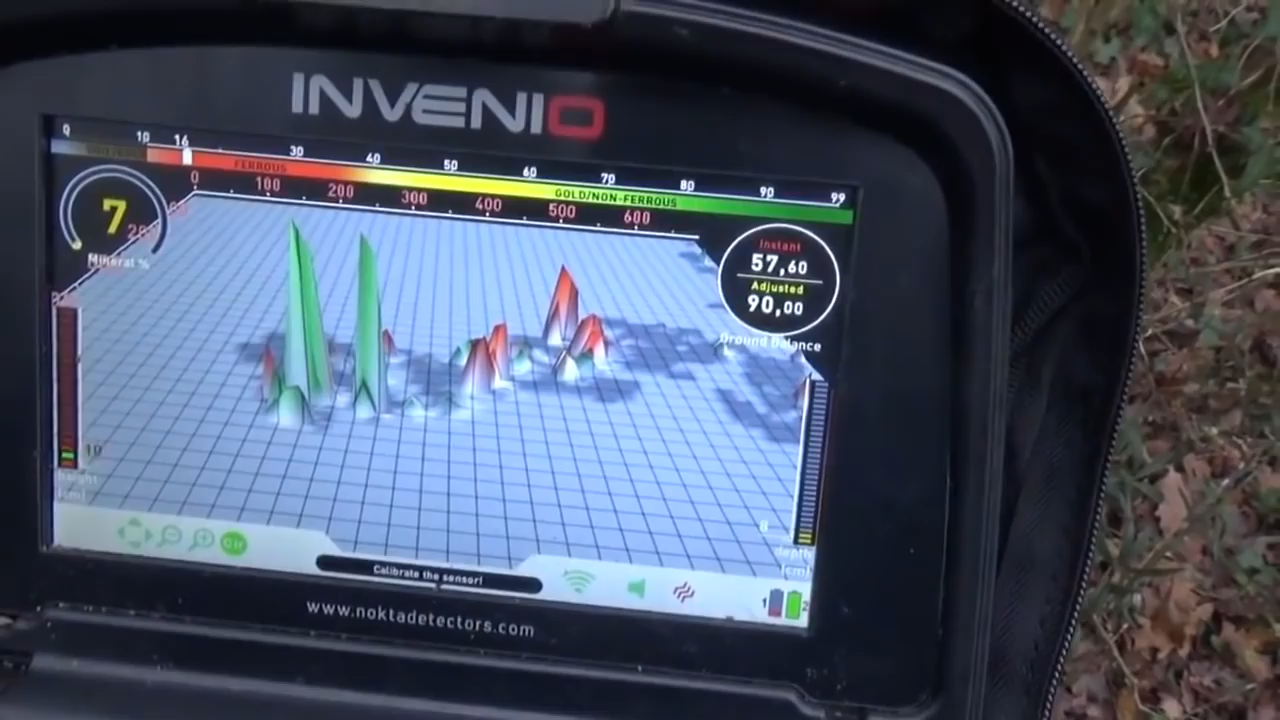 INVENIO
0 10 16 30 40 50 60 70 80 90 99
FERROUS
GOLD/NON-FERROUS
0 100 200 300 400 500 600
7
Mineral %
Instant
57,60
Adjusted
90,00
Ground Balance
10
height
(cm)
8
depth
(cm)
Clr
Calibrate the sensor!
1 2
www.noktadetectors.com